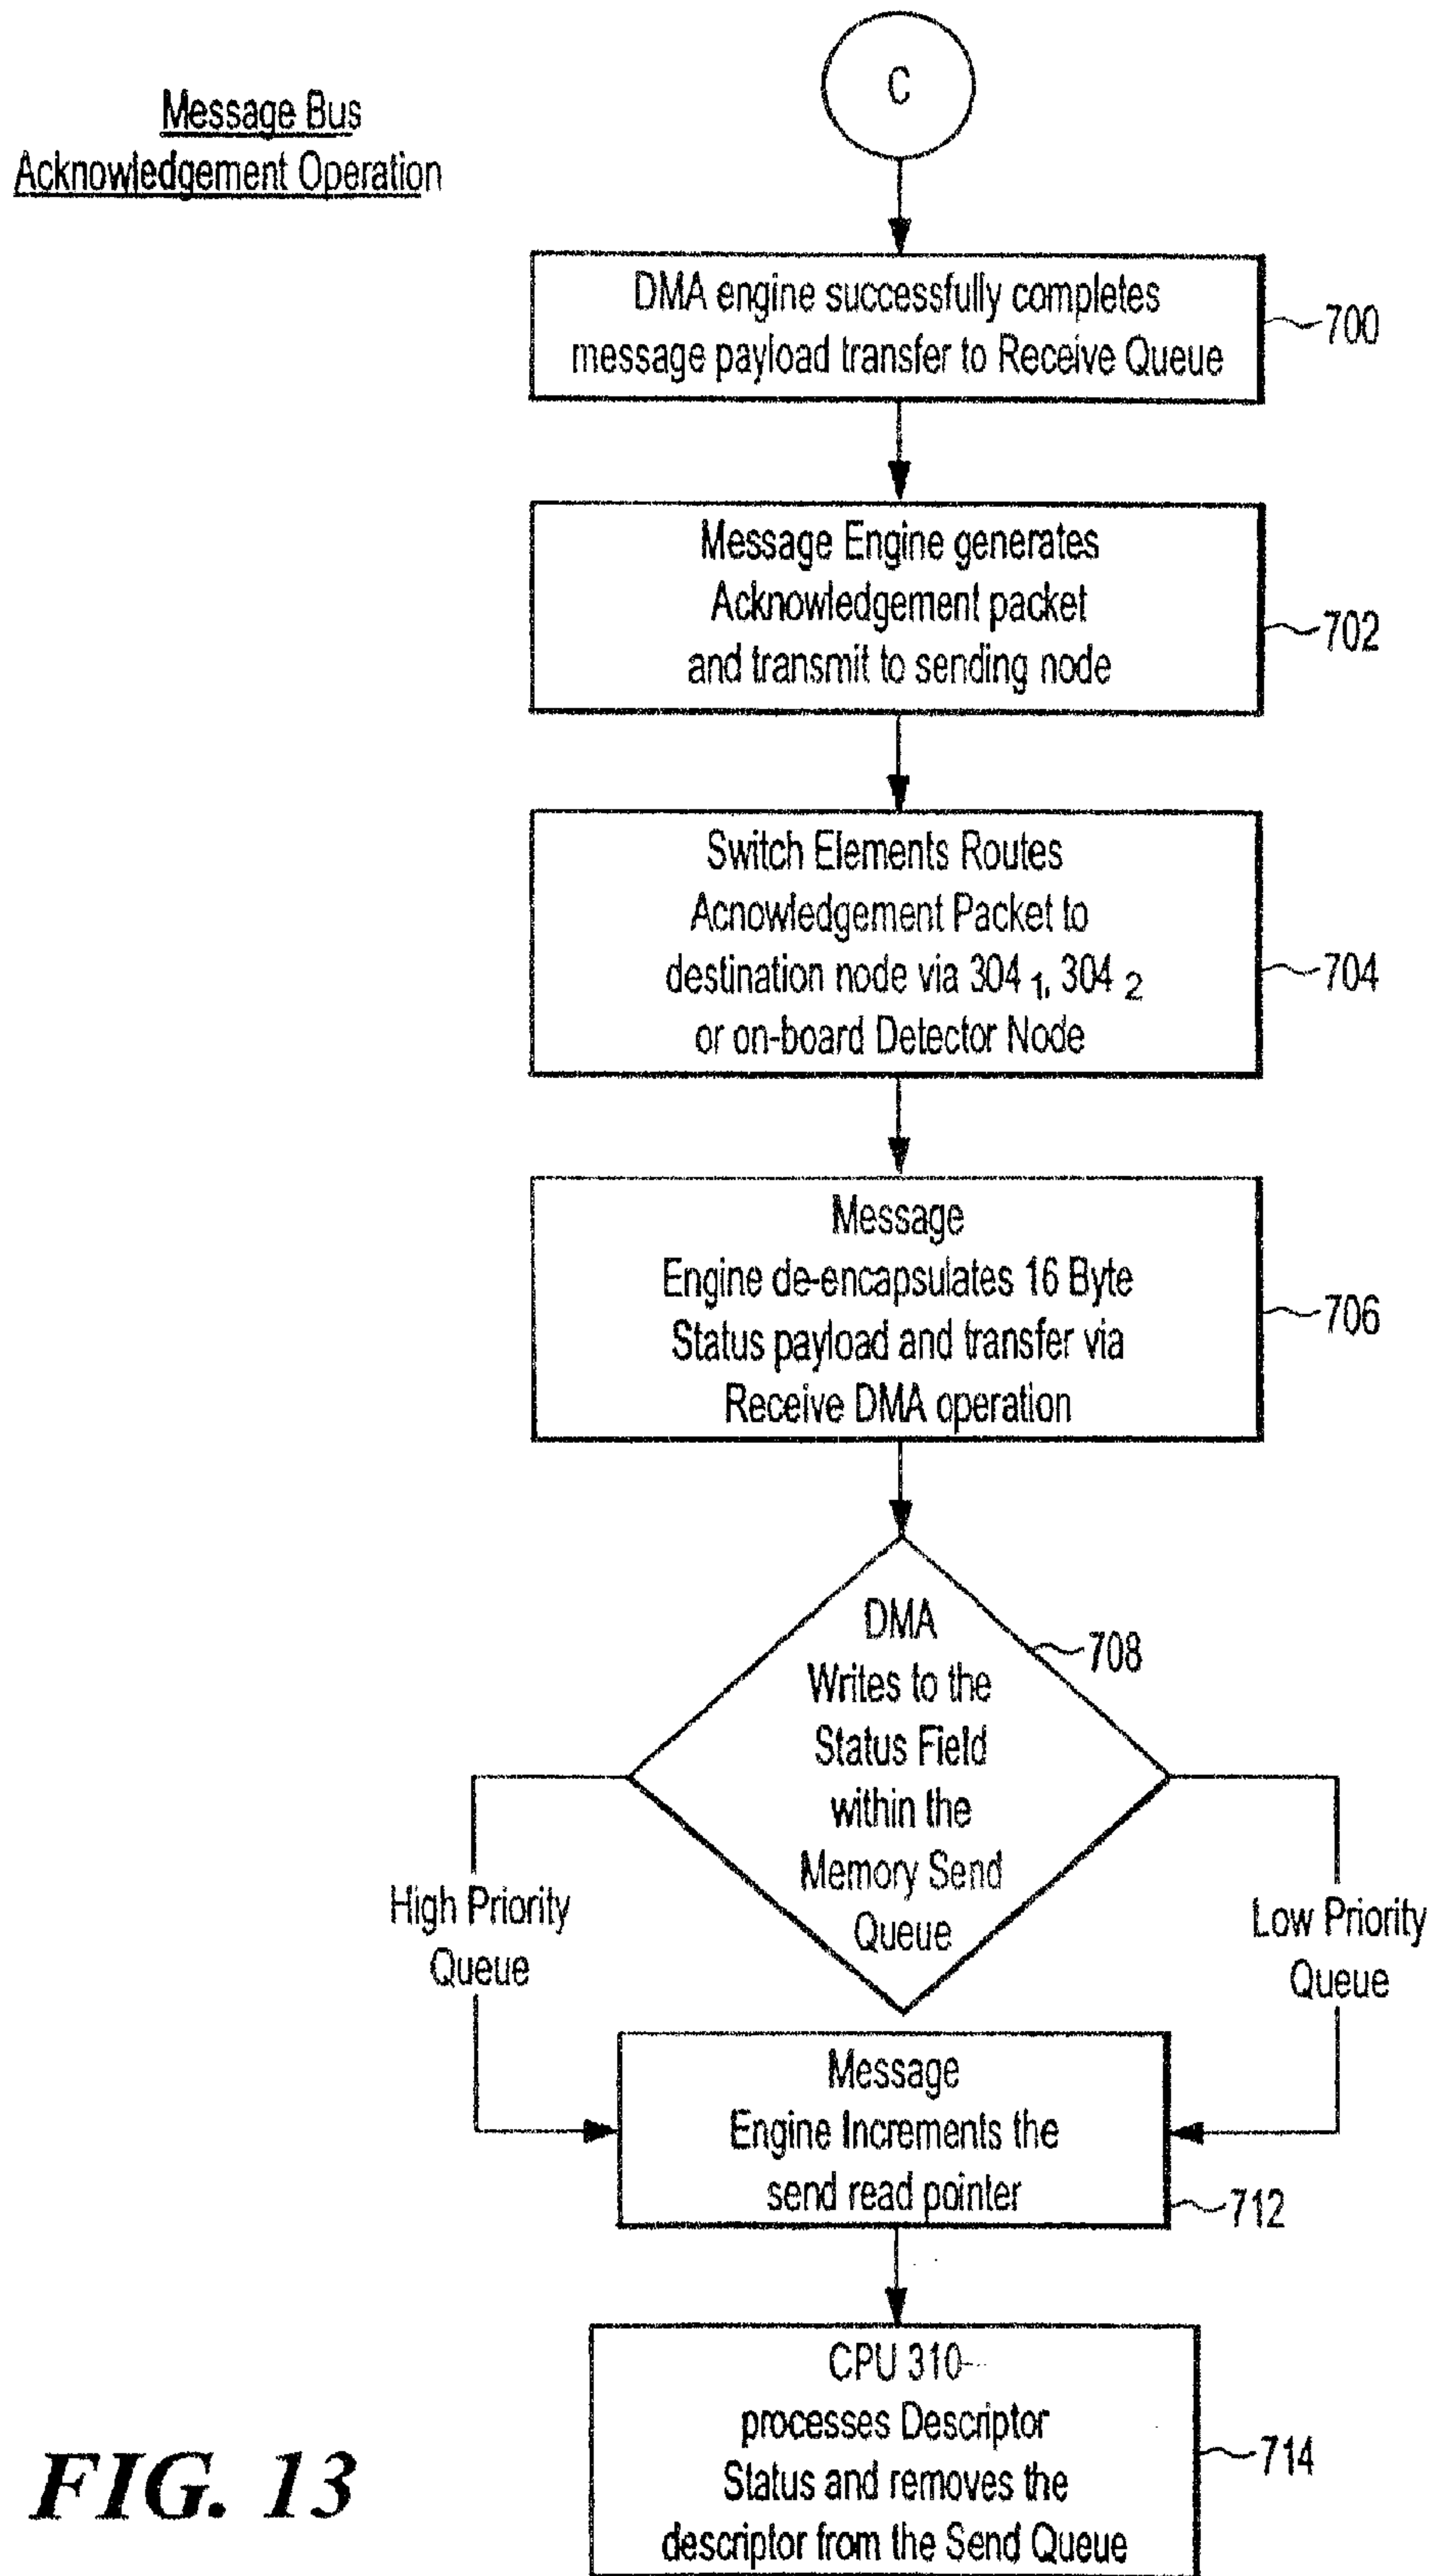 Message Bus
Acknowledgement Operation
C
DMA engine successfully completes
message payload transfer to Receive Queue
700
Message Engine generates
Acknowledgement packet
and transmit to sending node
702
Switch Elements Routes
Acnowledgement Packet to
destination node via 304 1, 304 2
or on-board Detector Node
704
Message
Engine de-encapsulates 16 Byte
Status payload and transfer via
Receive DMA operation
706
DMA
Writes to the
Status Field
within the
Memory Send
Queue
708
High Priority
Queue
Low Priority
Queue
Message
Engine Increments the
send read pointer
712
CPU 310
processes Descriptor
Status and removes the
descriptor from the Send Queue
714
FIG. 13